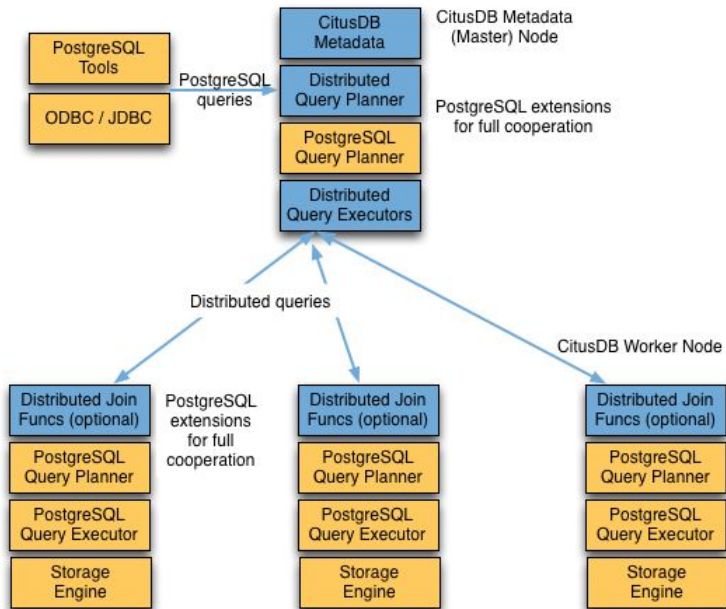 CitusDB
Metadata
CitusDB Metadata
(Master) Node
PostgreSQL
Tools
PostgreSQL
queries
Distributed
Query Planner
ODBC / JDBC
PostgreSQL extensions
for full cooperation
PostgreSQL
Query Planner
Distributed
Query Executors
Distributed queries
CitusDB Worker Node
Distributed Join
Funcs (optional)
PostgreSQL
Query Planner
PostgreSQL
Query Executor
Storage
Engine
PostgreSQL
extensions
for full
cooperation
Distributed Join
Funcs (optional)
PostgreSQL
Query Planner
PostgreSQL
Query Executor
Storage
Engine
Distributed Join
Funcs (optional)
PostgreSQL
Query Planner
PostgreSQL
Query Executor
Storage
Engine